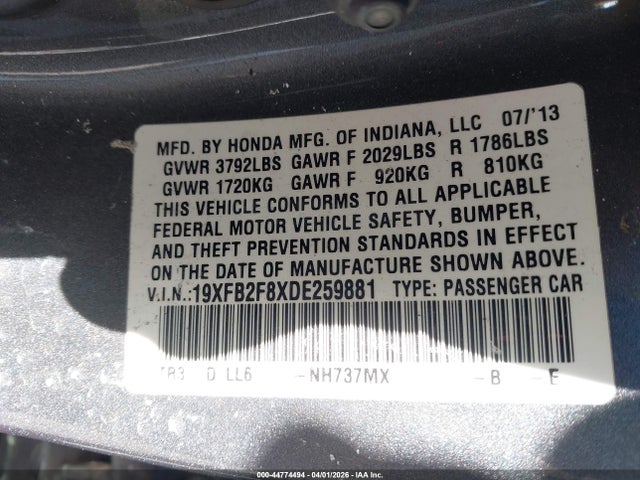 MFD. BY HONDA MFG. OF INDIANA, LLC 07/'13
GVWR 3792LBS GAWR F 2029LBS R 1786LBS
GVWR 1720KG GAWR F 920KG R 810KG
THIS VEHICLE CONFORMS TO ALL APPLICABLE
FEDERAL MOTOR VEHICLE SAFETY, BUMPER,
AND THEFT PREVENTION STANDARDS IN EFFECT
ON THE DATE OF MANUFACTURE SHOWN ABOVE.
V.I.N.: 19XFB2F8XDE259881 TYPE: PASSENGER CAR
TR3 D LL6 -NH737MX -B -E
000-44774494 | 04/01/2026 - IAA, Inc.